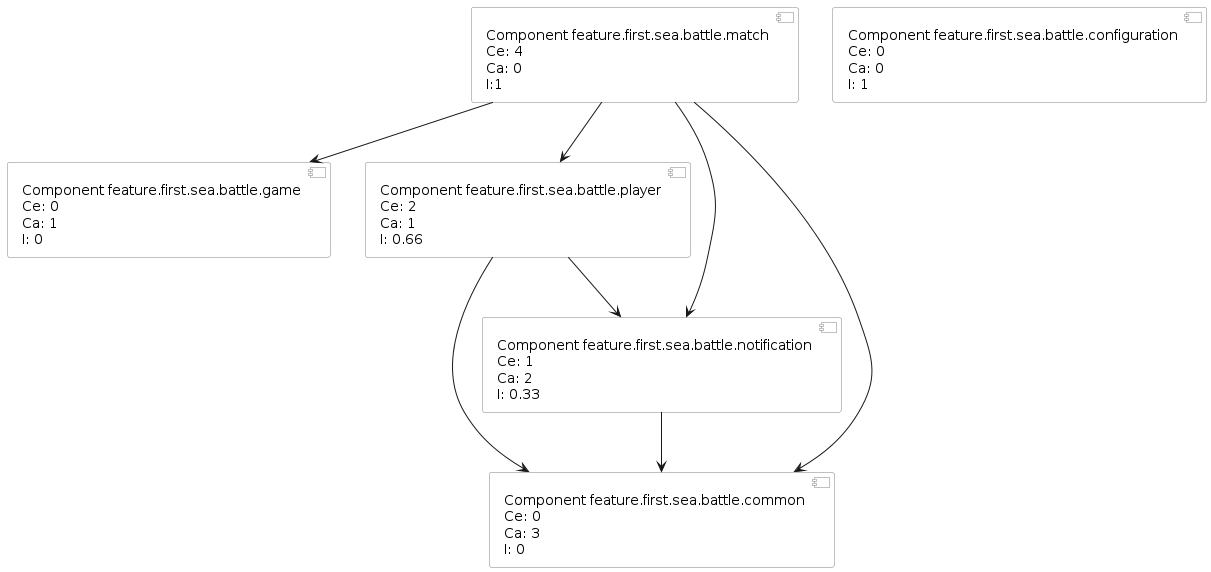 Component feature.first.sea.battle.match
Ce: 4
Ca: 0
I:1
Component feature.first.sea.battle.configuration
Ce: 0
Ca: 0
I: 1
Component feature.first.sea.battle.game
Ce: 0
Ca: 1
I: 0
Component feature.first.sea.battle.player
Ce: 2
Ca: 1
I: 0.66
Component feature.first.sea.battle.notification
Ce: 1
Ca: 2
I: 0.33
Component feature.first.sea.battle.common
Ce: 0
Ca: 3
I: 0